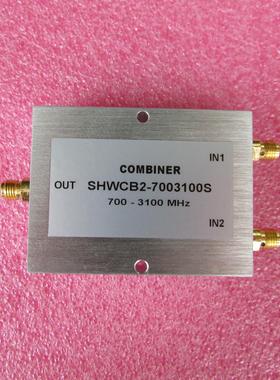 COMBINER
IN1
OUT SHWCB2-7003100S
700 - 3100 MHz
IN2